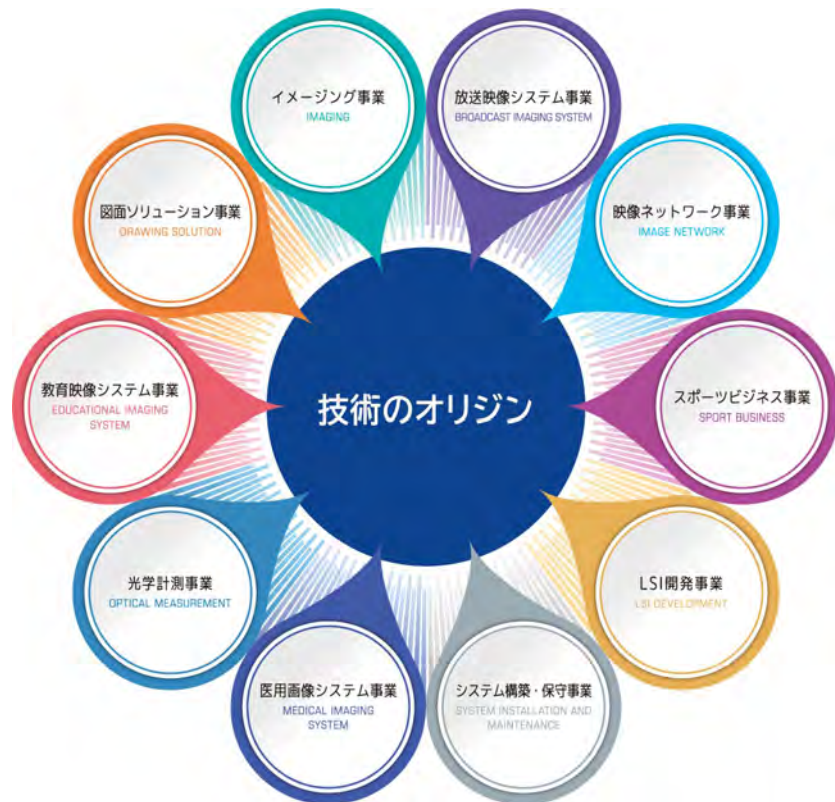 イメージング事業
IMAGING
放送映像システム事業
BROADCAST IMAGING SYSTEM
図面ソリューション事業
DRAWING SOLUTION
映像ネットワーク事業
IMAGE NETWORK
教育映像システム事業
EDUCATIONAL IMAGING
SYSTEM
技術のオリジン
スポーツビジネス事業
SPORT BUSINESS
光学計測事業
OPTICAL MEASUREMENT
LSI開発事業
LSI DEVELOPMENT
医用画像システム事業
MEDICAL IMAGING
SYSTEM
システム構築・保守事業
SYSTEM INSTALLATION AND
MAINTENANCE